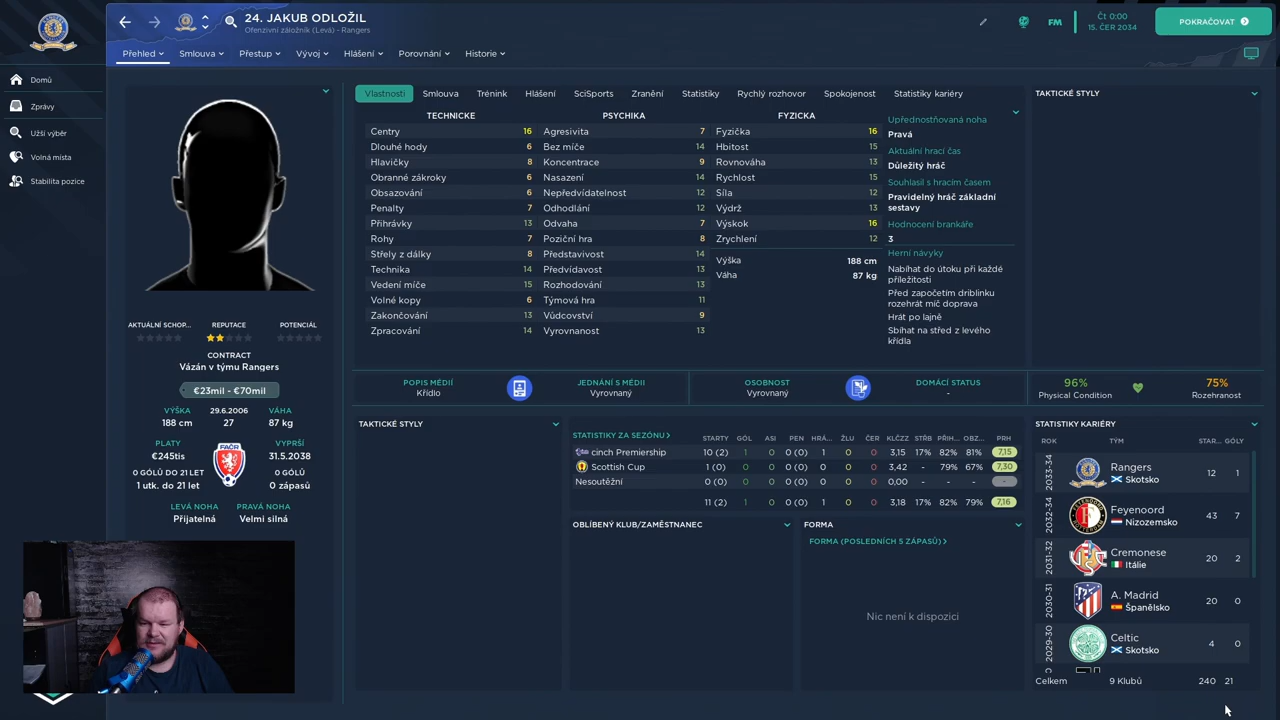 24. JAKUB ODLOŽIL
Ofenzivní záložník (Levá) - Rangers
FM
Čt 0:00
15. ČER 2034
POKRAČOVAT
Přehled
Smlouva
Přestup
Vývoj
Hlášení
Porovnání
Historie
Domů
Zprávy
Užší výběr
Volná místa
Stabilita pozice
AKTUÁLNÍ SCHOP...
REPUTACE
POTENCIÁL
CONTRACT
Vázán v týmu Rangers
€23mil - €70mil
VÝŠKA
29.6.2006
VÁHA
188 cm
27
87 kg
PLATY
VYPRŠÍ
€245tis
31.5.2038
0 GÓLŮ DO 21 LET
0 GÓLŮ
1 utk. do 21 let
0 zápasů
FAČR
LEVÁ NOHA
PRAVÁ NOHA
Přijatelná
Velmi silná
Vlastnosti
Smlouva
Trénink
Hlášení
SciSports
Zranění
Statistiky
Rychlý rozhovor
Spokojenost
Statistiky kariéry
TECHNICKÉ
PSYCHIKA
FYZICKA
Centry 16 Agresivita 7 Fyzička 16
Dlouhé hody 6 Bez míče 14 Hbitost 15
Hlavičky 8 Koncentrace 9 Rovnováha 13
Obranné zákroky 6 Nasazení 14 Rychlost 15
Obsazování 6 Nepředvídatelnost 12 Síla 12
Penalty 7 Odhodlání 12 Výdrž 13
Přihrávky 13 Odvaha 7 Výskok 16
Rohy 7 Poziční hra 8 Zrychlení 12
Střely z dálky 8 Představivost 14
Technika 14 Předvídavost 13
Vedení míče 15 Rozhodování 13
Volné kopy 6 Týmová hra 11
Zakončování 13 Vůdcovství 9
Zpracování 14 Vyrovnanost 13
Výška 188 cm
Váha 87 kg
Upřednostňovaná noha
Pravá
Aktuální hrací čas
Důležitý hráč
Souhlasil s hracím časem
Pravidelný hráč základní
sestavy
Hodnocení brankáře
3
Herní návyky
Nabíhat do útoku při každé
příležitosti
Před započetím driblinku
rozehrát míč doprava
Hrát po lajně
Sbíhat na střed z levého
křídla
TAKTICKÉ STYLY
POPIS MÉDIÍ
Křídlo
JEDNÁNÍ S MÉDII
Vyrovnaný
OSOBNOST
Vyrovnaný
DOMÁCÍ STATUS
-
96%
Physical Condition
75%
Rozehranost
TAKTICKÉ STYLY
STATISTIKY ZA SEZÓNU STARTY GÓL ASI PEN HRÁ... ŽLU ČER KLČZZ STŘB PŘIH... OBZ... PRH
cinch Premiership 10 (2) 1 0 0 (0) 1 0 0 3,15 17% 82% 81% 7,15
Scottish Cup 1 (0) 0 0 0 (0) 0 0 0 3,42 - 79% 67% 7,30
Nesoutěžní 0 (0) 0 0 0 (0) 0 0 0 0,00 - 0% 0% -
11 (2) 1 0 0 (0) 1 0 0 3,18 17% 82% 79% 7,16
OBLÍBENÝ KLUB/ZAMĚSTNANEC
FORMA
FORMA (POSLEDNÍCH 5 ZÁPASŮ)
Nic není k dispozici
STATISTIKY KARIÉRY
ROK TÝM STAR... GÓLY
2033-34 Rangers 12 1
Skotsko
2032-33 Feyenoord 43 7
Nizozemsko
2031-32 Cremonese 20 2
Itálie
2030-31 A. Madrid 20 0
Španělsko
2029-30 Celtic 4 0
Skotsko
Celkem 9 Klubů 240 21